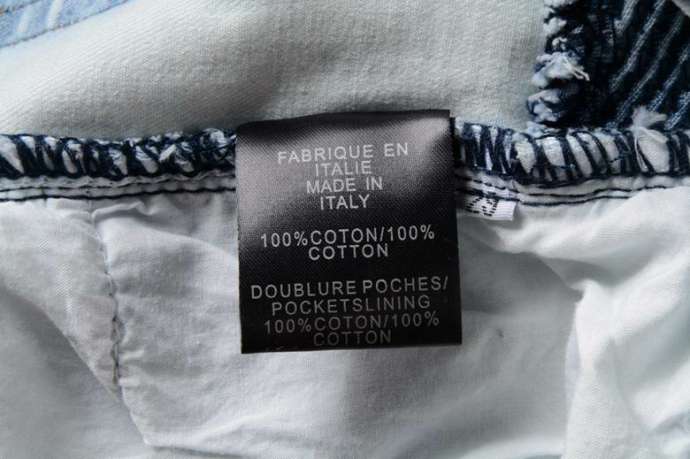 FABRIQUE EN
ITALIE
MADE IN
ITALY
100%COTON/100%
COTTON
DOUBLURE POCHES/
POCKETSLINING
100%COTON/100%
COTTON